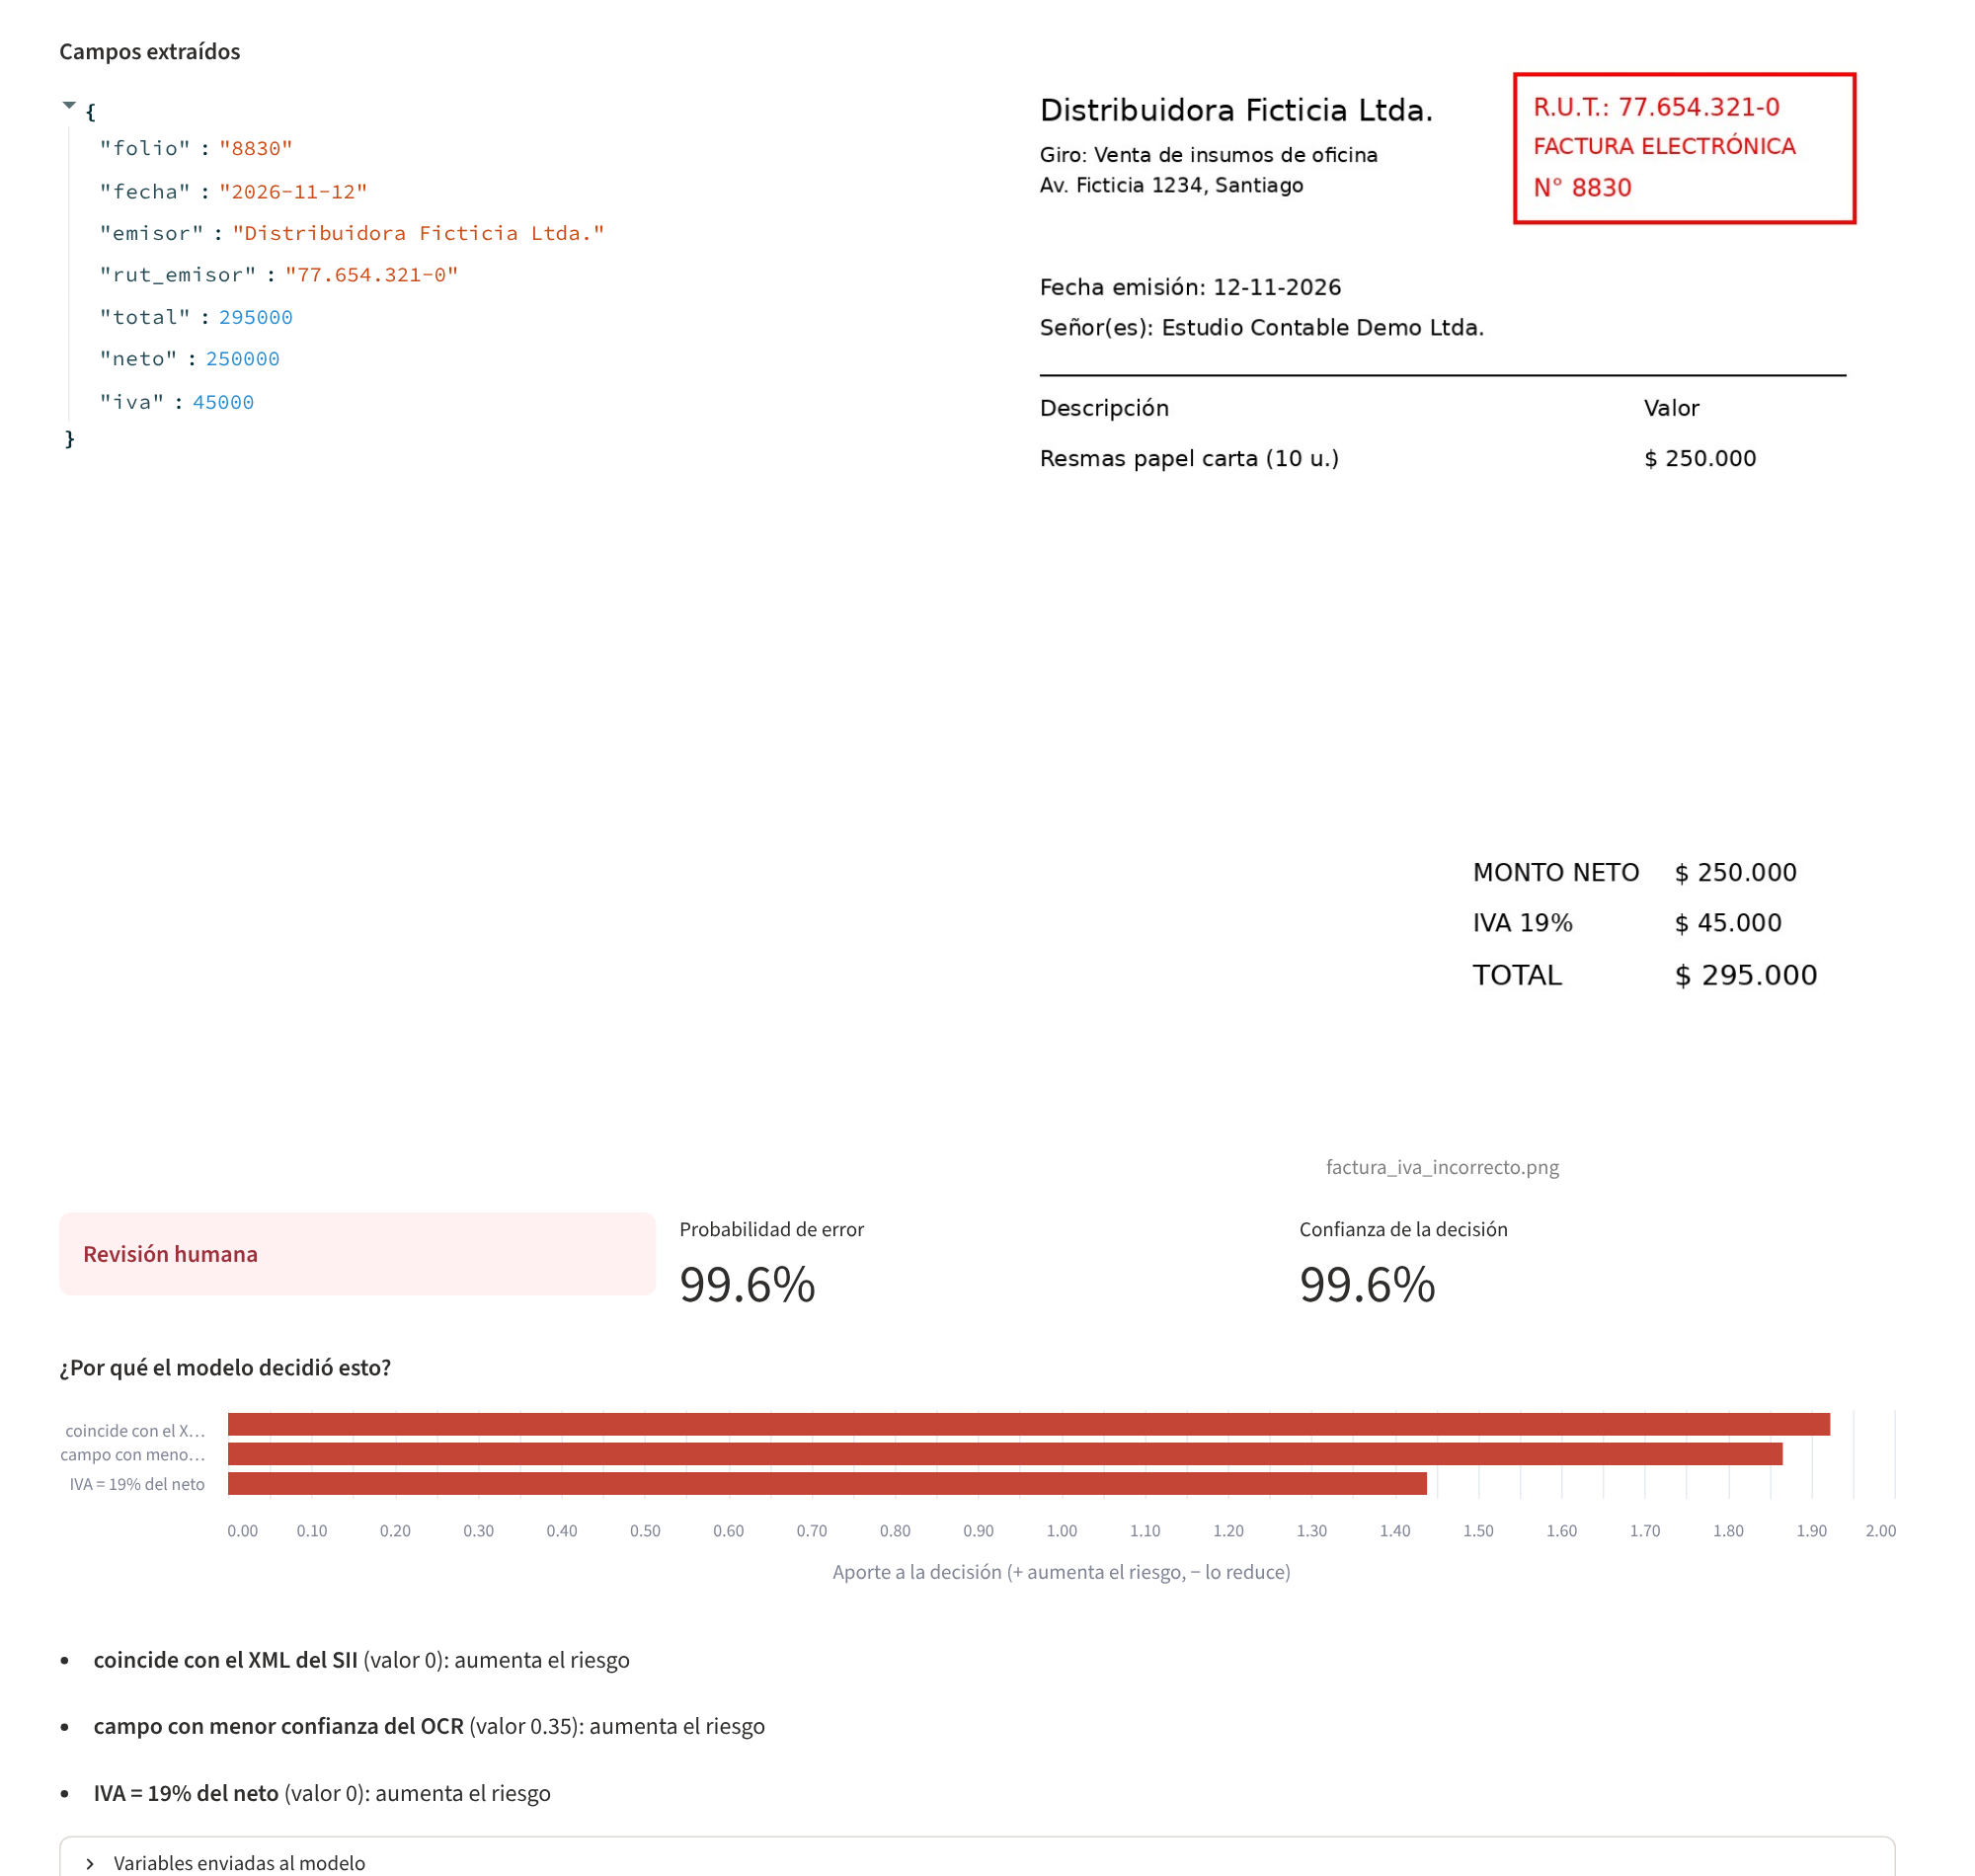 Campos extraídos
{
"folio" : "8830"
"fecha" : "2026-11-12"
"emisor" : "Distribuidora Ficticia Ltda."
"rut_emisor" : "77.654.321-0"
"total" : 295000
"neto" : 250000
"iva" : 45000
}
Distribuidora Ficticia Ltda.
Giro: Venta de insumos de oficina
Av. Ficticia 1234, Santiago
R.U.T.: 77.654.321-0
FACTURA ELECTRÓNICA
N° 8830
Fecha emisión: 12-11-2026
Señor(es): Estudio Contable Demo Ltda.
Descripción Valor
Resmas papel carta (10 u.) $ 250.000
MONTO NETO $ 250.000
IVA 19% $ 45.000
TOTAL $ 295.000
factura_iva_incorrecto.png
Revisión humana
Probabilidad de error
99.6%
Confianza de la decisión
99.6%
¿Por qué el modelo decidió esto?
coincide con el X…
campo con meno…
IVA = 19% del neto
0.00 0.10 0.20 0.30 0.40 0.50 0.60 0.70 0.80 0.90 1.00 1.10 1.20 1.30 1.40 1.50 1.60 1.70 1.80 1.90 2.00
Aporte a la decisión (+ aumenta el riesgo, − lo reduce)
• coincide con el XML del SII (valor 0): aumenta el riesgo
• campo con menor confianza del OCR (valor 0.35): aumenta el riesgo
• IVA = 19% del neto (valor 0): aumenta el riesgo
Variables enviadas al modelo